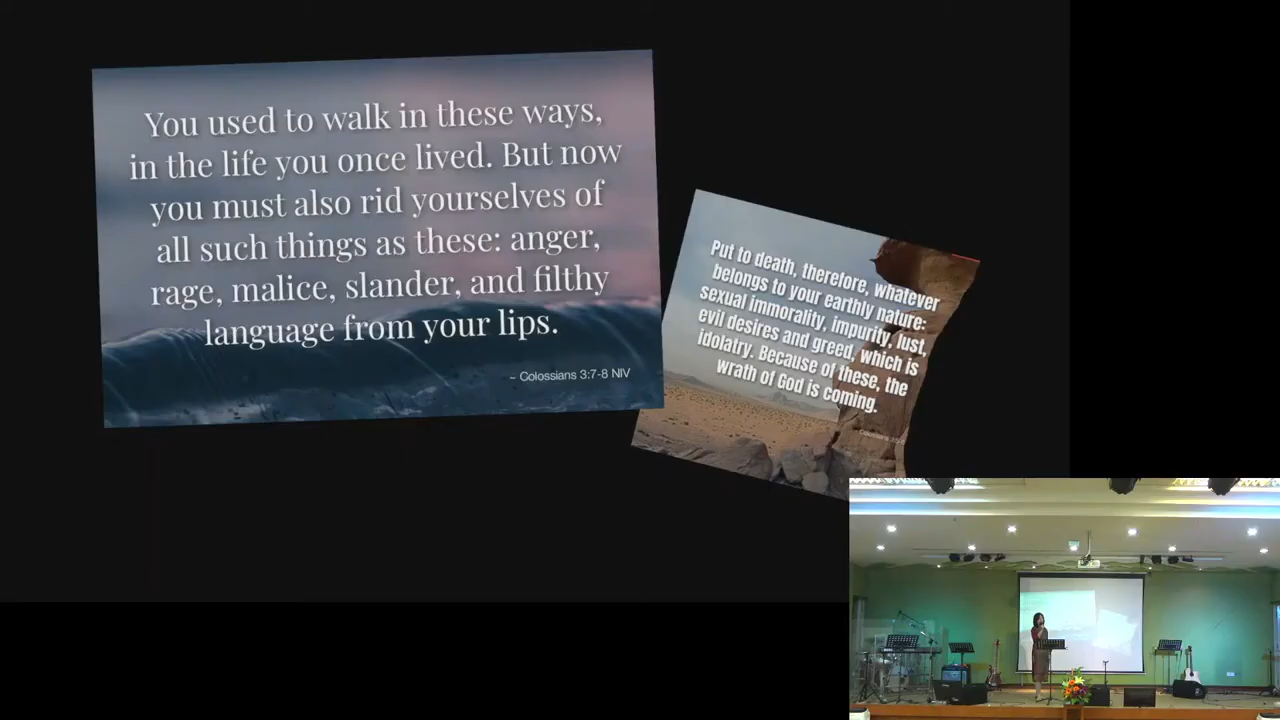 You used to walk in these ways,
in the life you once lived. But now
you must also rid yourselves of
all such things as these: anger,
rage, malice, slander, and filthy
language from your lips.
~ Colossians 3:7-8 NIV
Put to death, therefore, whatever
belongs to your earthly nature:
sexual immorality, impurity, lust,
evil desires and greed, which is
idolatry. Because of these, the
wrath of God is coming.